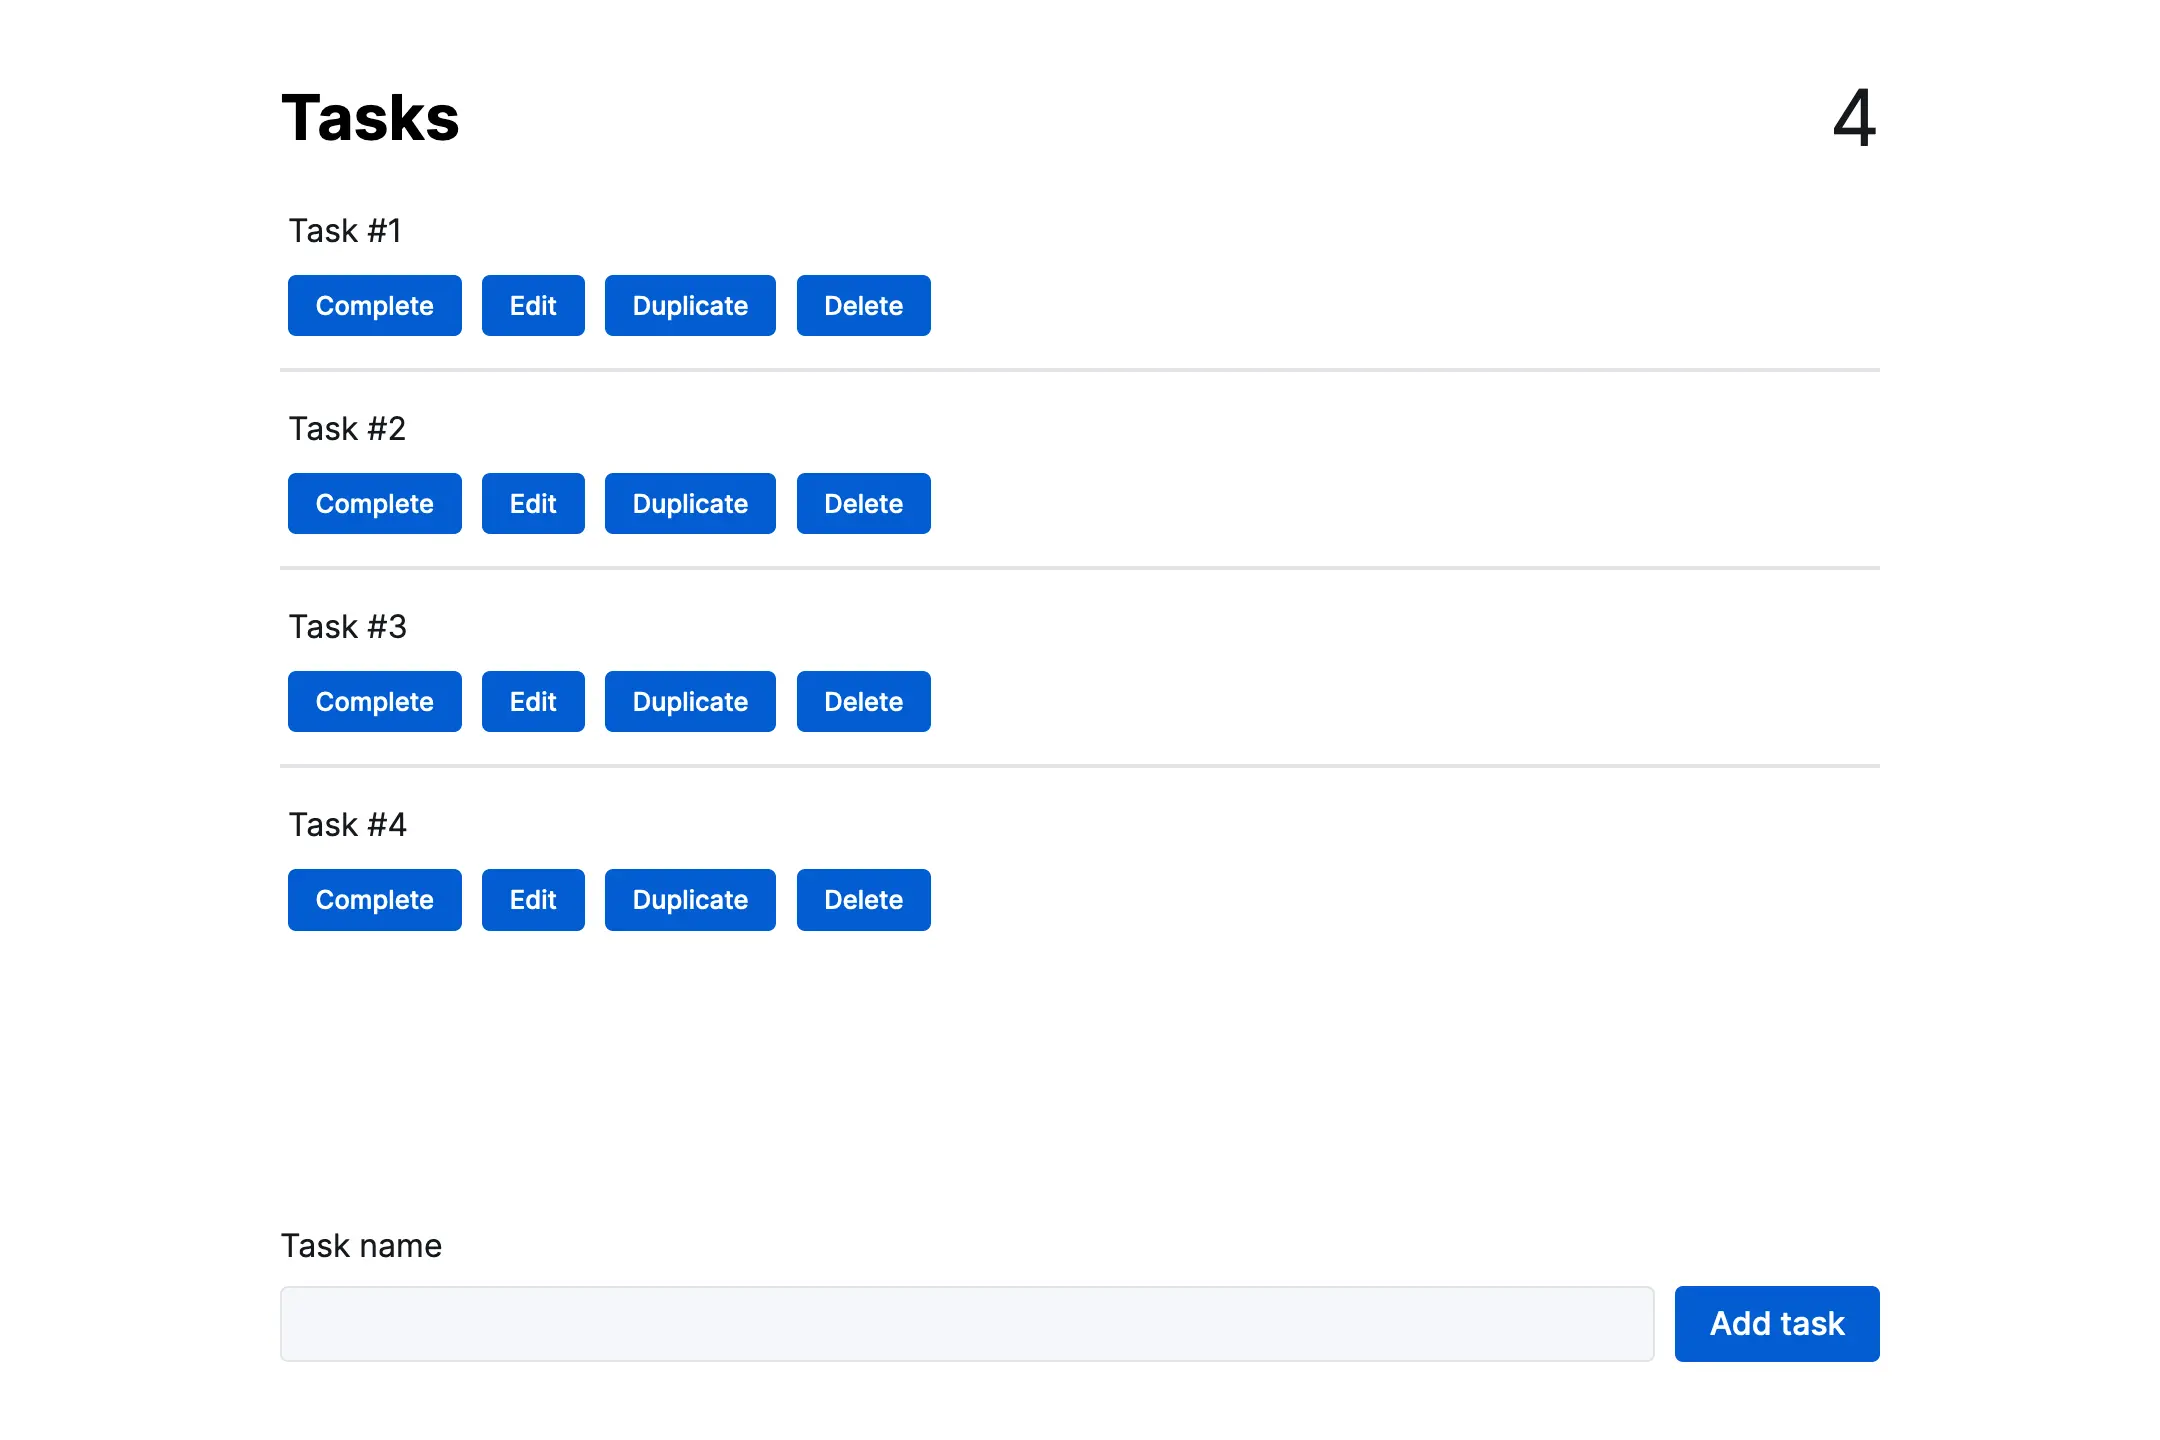 Tasks 4
Task #1
Complete Edit Duplicate Delete
Task #2
Complete Edit Duplicate Delete
Task #3
Complete Edit Duplicate Delete
Task #4
Complete Edit Duplicate Delete
Task name
Add task